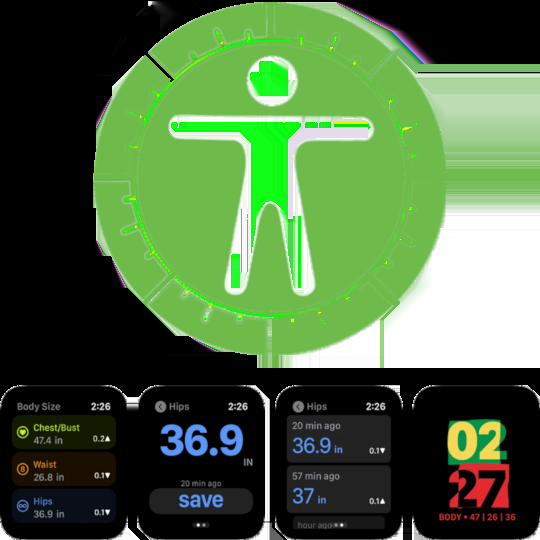 Body Size 2:26
Chest/Bust
47.4 in 0.2▲
Waist
26.8 in 0.1▼
Hips
36.9 in 0.1▼
Hips 2:26
36.9
IN
20 min ago
save
Hips 2:26
20 min ago
36.9 in 0.1▼
57 min ago
37 in 0.1▲
hour ago
02
27
BODY • 47 | 26 | 36